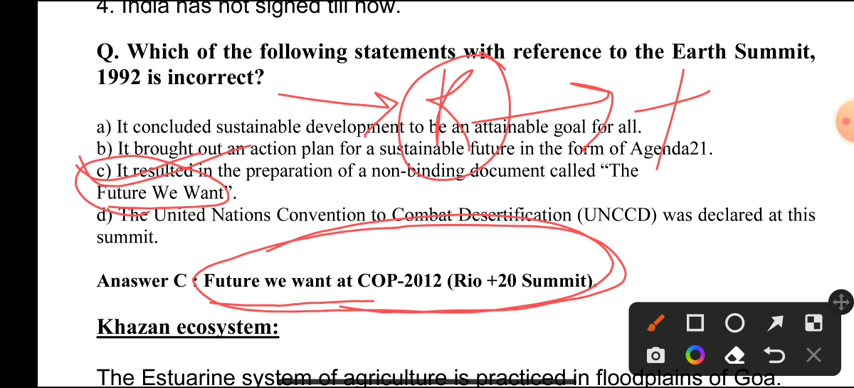 4. India has not signed till now.
Q. Which of the following statements with reference to the Earth Summit,
1992 is incorrect?
a) It concluded sustainable development to be an attainable goal for all.
b) It brought out an action plan for a sustainable future in the form of Agenda21.
c) It resulted in the preparation of a non-binding document called “The
Future We Want”.
d) The United Nations Convention to Combat Desertification (UNCCD) was declared at this
summit.
Anaswer C : Future we want at COP-2012 (Rio +20 Summit)
Khazan ecosystem:
The Estuarine system of agriculture is practiced in floodplains of Goa.